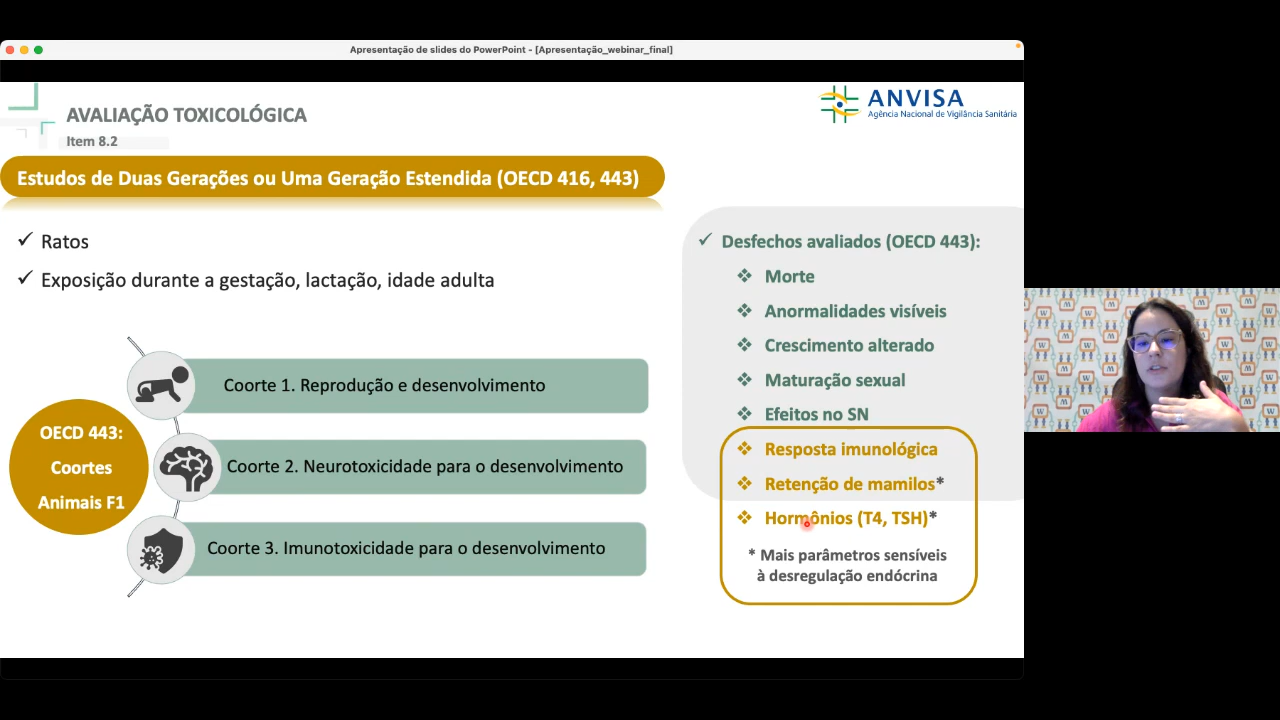 Apresentação de slides do PowerPoint - [Apresentação_webinar_final]
AVALIAÇÃO TOXICOLÓGICA
Item 8.2
ANVISA
Agência Nacional de Vigilância Sanitária
Estudos de Duas Gerações ou Uma Geração Estendida (OECD 416, 443)
✓ Ratos
✓ Exposição durante a gestação, lactação, idade adulta
OECD 443:
Coortes
Animais F1
Coorte 1. Reprodução e desenvolvimento
Coorte 2. Neurotoxicidade para o desenvolvimento
Coorte 3. Imunotoxicidade para o desenvolvimento
✓ Desfechos avaliados (OECD 443):
❖ Morte
❖ Anormalidades visíveis
❖ Crescimento alterado
❖ Maturação sexual
❖ Efeitos no SN
❖ Resposta imunológica
❖ Retenção de mamilos*
❖ Hormônios (T4, TSH)*
* Mais parâmetros sensíveis
à desregulação endócrina